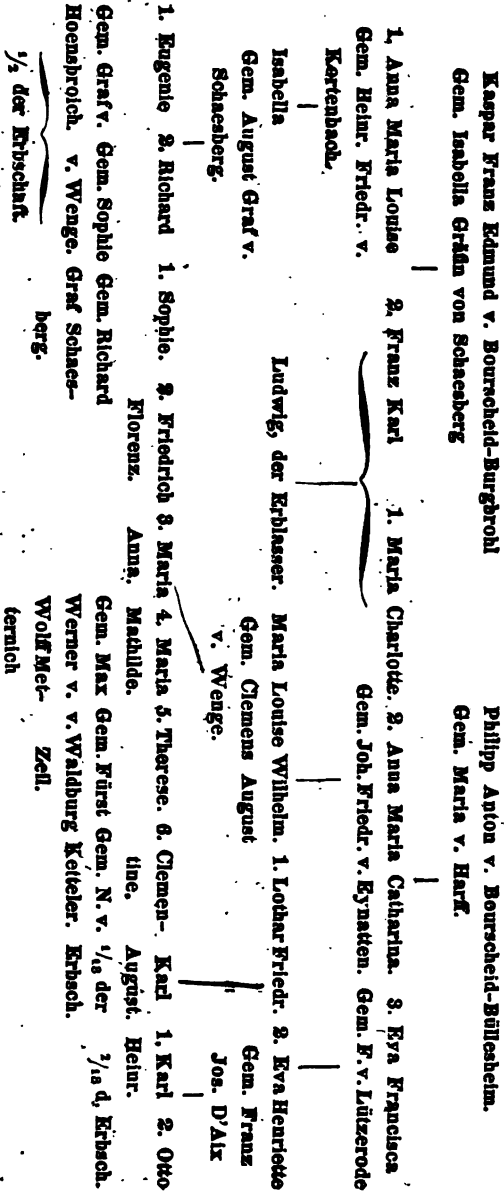 Kaspar Franz Edmund v. Bourscheid-Burgbrohl
Gem. Isabella Gräfin von Schaesberg
Philipp Anton v. Bourscheid-Büllesheim.
Gem. Maria v. Harff.
1. Anna Maria Louise 2. Franz Karl 1. Maria Charlotte. 2. Anna Maria Catharina. 3. Eva Francisca
Gem. Heinr. Friedr. v. Gem. Joh. Friedr. v. Eynatten. Gem. F. v. Lützerode
Kortenbach.
Isabella Ludwig, der Erblasser. Maria Louise Wilhelm. 1. Lothar Friedr. 2. Eva Henriette
Gem. August Graf v. Gem. Clemens August Gem. Franz
Schaesberg. v. Wenge. Jos. D'Aix
1. Eugenie 2. Richard 1. Sophie. 2. Friedrich 3. Maria 4. Maria 5. Therese. 6. Clemen- Karl 1. Karl 2. Otto
Florenz. Anna. Mathilde. tine. August. Heinr.
Gem. Graf v. Gem. Sophie Gem. Richard Gem. Max Gem. Fürst Gem. N. v. 1/18 der 2/18 d. Erbsch.
Hoensbroich. v. Wenge. Graf Schaes- Werner v. v. Waldburg Ketteler. Erbsch.
berg. Wolff Met- Zeil.
1/2 der Erbschaft ternich